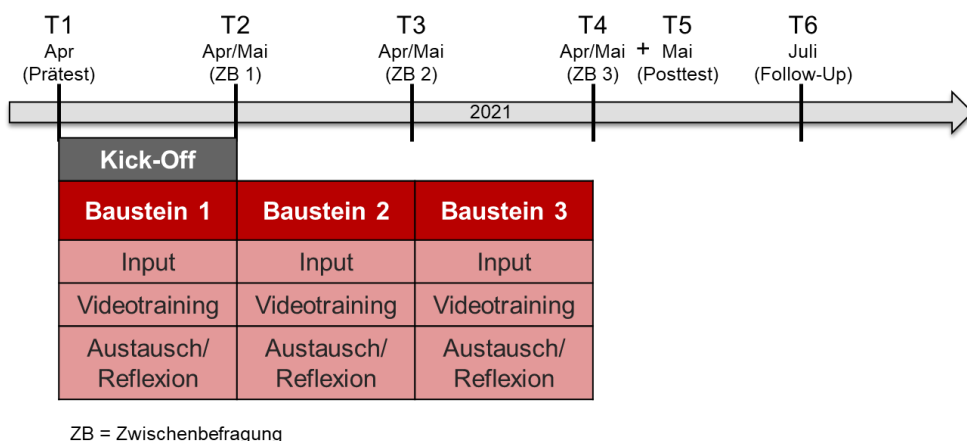 T1 T2 T3 T4 T5 T6
Apr Apr/Mai Apr/Mai Apr/Mai + Mai Juli
(Prätest) (ZB 1) (ZB 2) (ZB 3) (Posttest) (Follow-Up)
2021
Kick-Off
Baustein 1 Baustein 2 Baustein 3
Input Input Input
Videotraining Videotraining Videotraining
Austausch/ Austausch/ Austausch/
Reflexion Reflexion Reflexion
ZB = Zwischenbefragung